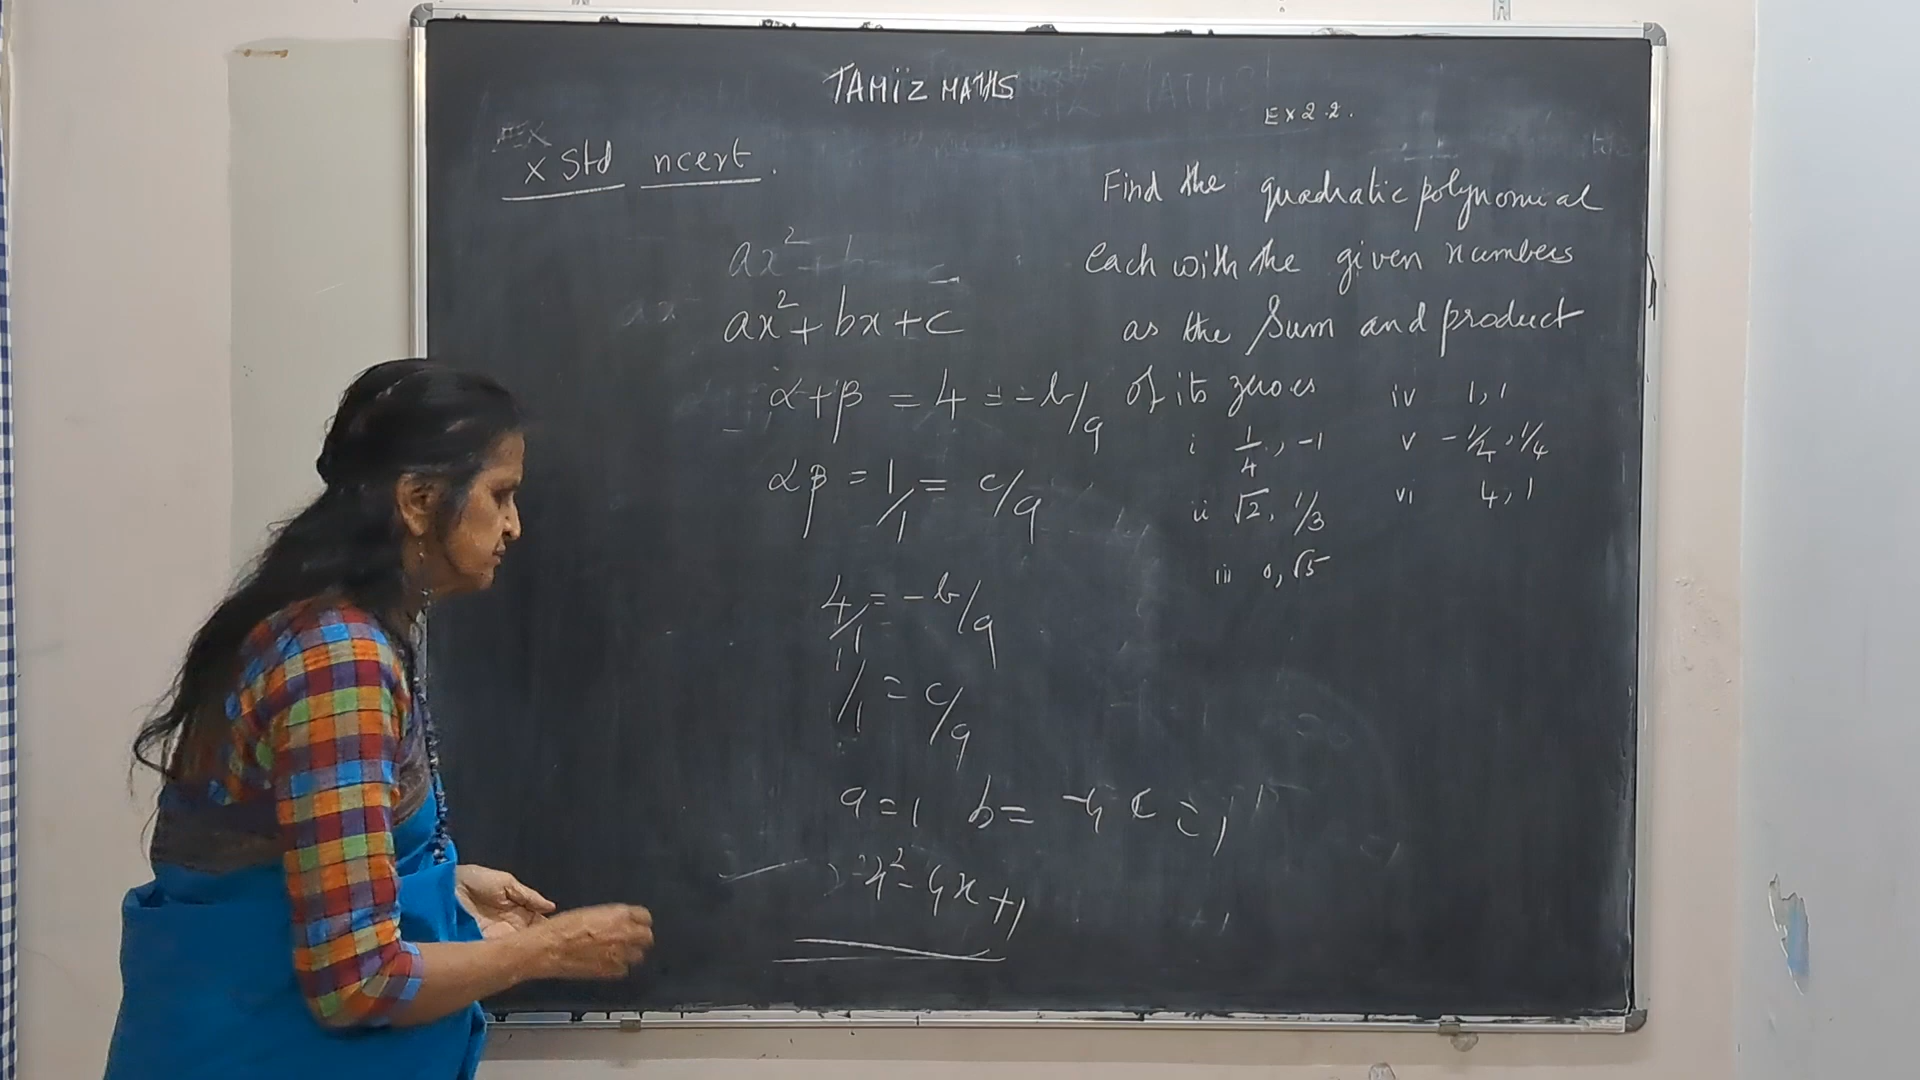 TAMIZ MATHS
EX 2.2.
X Std ncert.
Find the quadratic polynomial
each with the given numbers
as the Sum and product
of its zeroes
i 1/4, -1
ii √2, 1/3
iii 0, √5
iv 1, 1
v -1/4, 1/4
vi 4, 1
ax²+b c
ax²+bx+c
α+β = 4 = -b/a
αβ = 1/1 = c/a
4/1 = -b/a
1/1 = c/a
a=1 b= -4 c=1
x²-4x+1